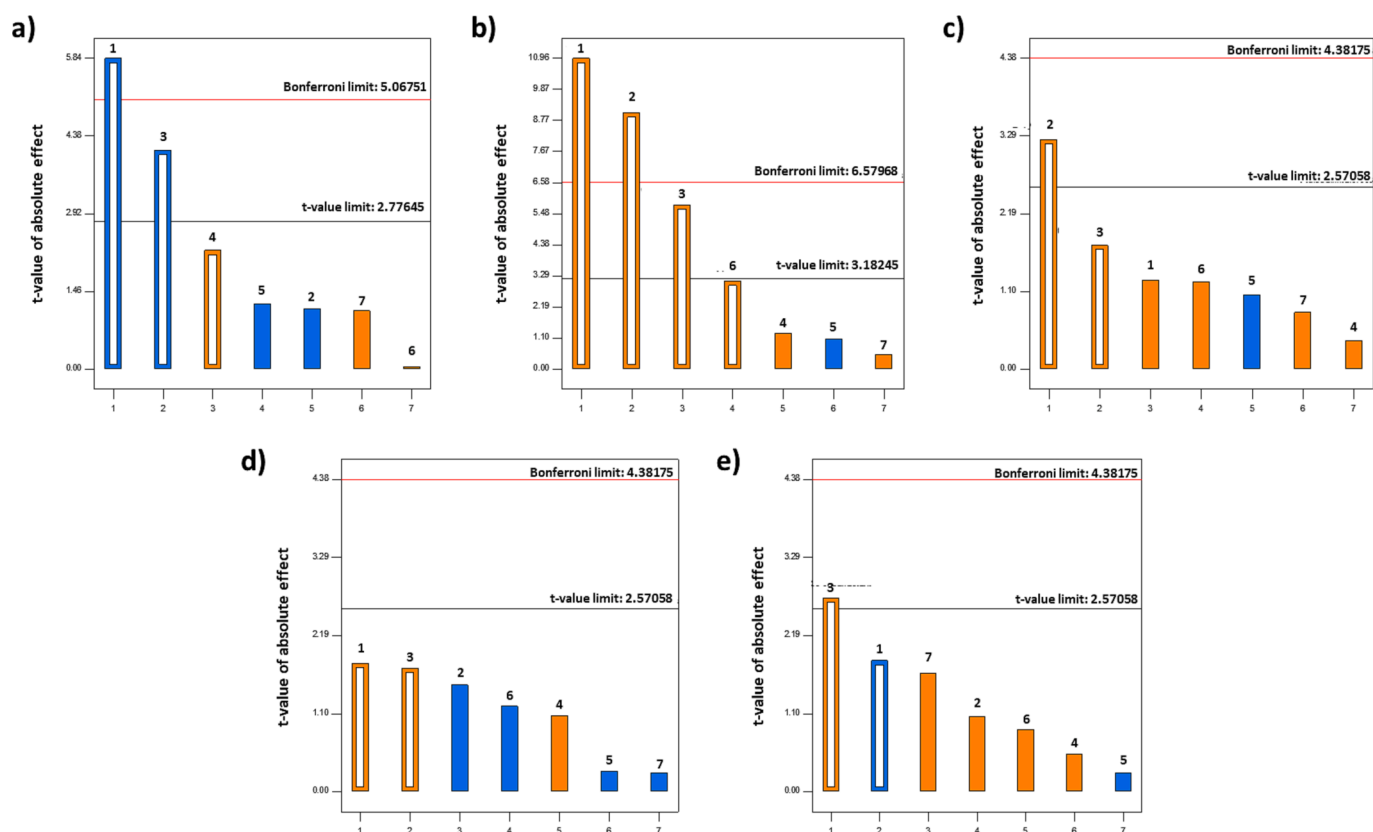 a)
t-value of absolute effect
5.84
4.38
2.92
1.46
0.00
Bonferroni limit: 5.06751
t-value limit: 2.77645
1
3
4
5
2
7
6
1 2 3 4 5 6 7
b)
t-value of absolute effect
10.96
9.87
8.77
7.67
6.58
5.48
4.38
3.29
2.19
1.10
0.00
Bonferroni limit: 6.57968
t-value limit: 3.18245
1
2
3
6
4
5
7
1 2 3 4 5 6 7
c)
t-value of absolute effect
4.38
3.29
2.19
1.10
0.00
Bonferroni limit: 4.38175
t-value limit: 2.57058
2
3
1
6
5
7
4
1 2 3 4 5 6 7
d)
t-value of absolute effect
4.38
3.29
2.19
1.10
0.00
Bonferroni limit: 4.38175
t-value limit: 2.57058
1
3
2
6
4
5
7
1 2 3 4 5 6 7
e)
t-value of absolute effect
4.38
3.29
2.19
1.10
0.00
Bonferroni limit: 4.38175
t-value limit: 2.57058
3
1
7
2
6
4
5
1 2 3 4 5 6 7